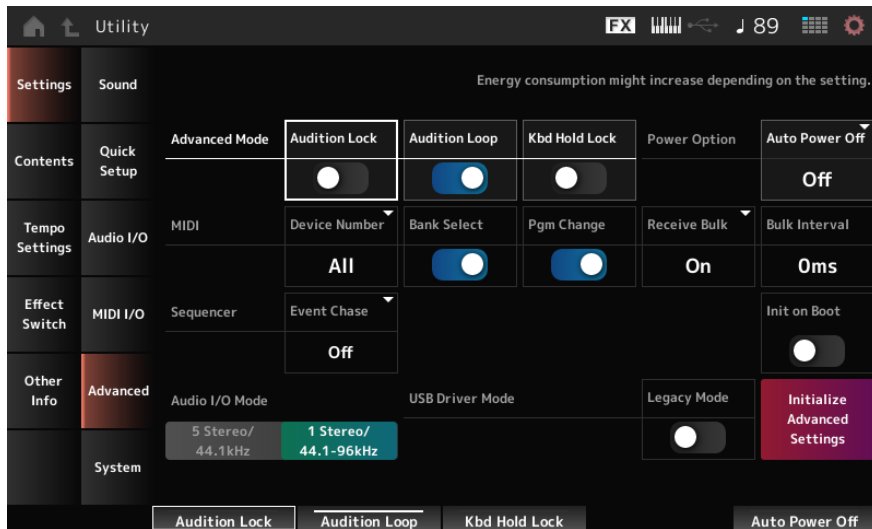 Utility
FX
89
Settings
Sound
Energy consumption might increase depending on the setting.
Advanced Mode
Audition Lock
Audition Loop
Kbd Hold Lock
Power Option
Auto Power Off
Off
Contents
Quick
Setup
Tempo
Settings
Audio I/O
MIDI
Device Number
Bank Select
Pgm Change
Receive Bulk
Bulk Interval
All
On
0ms
Effect
Switch
MIDI I/O
Sequencer
Event Chase
Init on Boot
Off
Other
Info
Advanced
Audio I/O Mode
USB Driver Mode
Legacy Mode
Initialize
Advanced
Settings
5 Stereo/
44.1kHz
1 Stereo/
44.1-96kHz
System
Audition Lock
Audition Loop
Kbd Hold Lock
Auto Power Off